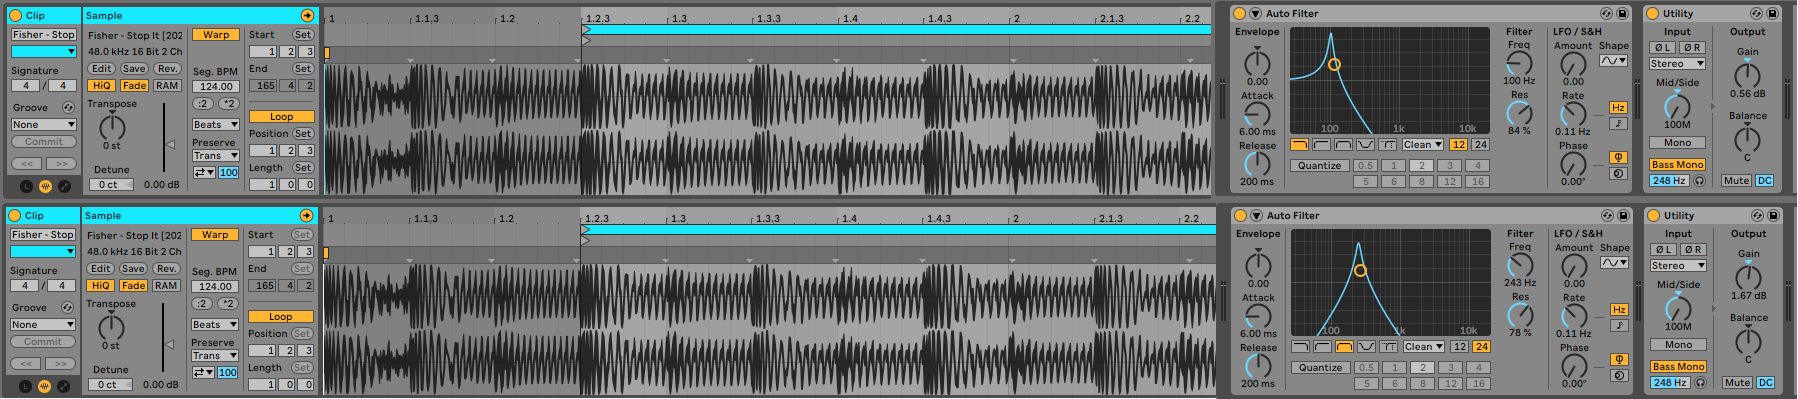 Clip
Sample
1 1.1.3 1.2 1.2.3 1.3 1.3.3 1.4 1.4.3 2 2.1.3 2.2
Auto Filter
Utility
Fisher - Stop
Fisher - Stop It [202
Warp
Start Set
48.0 kHz 16 Bit 2 Ch
1 2 3
Signature
Edit Save Rev.
Seg. BPM
End Set
4 / 4
HiQ Fade RAM
124.00
165 4 2
Groove
Transpose
:2 *2
Loop
None
Beats
Position Set
Commit
0 st
Preserve
1 2 3
<< >>
Trans
Length Set
Detune
100
1 0 0
L
0 ct 0.00 dB
Envelope
0.00
Attack
6.00 ms
Release
200 ms
100 1k 10k
Clean 12 24
Quantize 0.5 1 2 3 4
5 6 8 12 16
Filter
Freq
100 Hz
Res
84 %
LFO / S&H
Amount Shape
0.00
Rate
Hz
0.11 Hz
Phase
0.00°
Input Output
Ø L Ø R Gain
Stereo
Mid/Side
0.56 dB
100M
Balance
Mono
Bass Mono
C
248 Hz Mute DC
Clip
Sample
1 1.1.3 1.2 1.2.3 1.3 1.3.3 1.4 1.4.3 2 2.1.3 2.2
Auto Filter
Utility
Fisher - Stop
Fisher - Stop It [202
Warp
Start Set
48.0 kHz 16 Bit 2 Ch
1 2 3
Signature
Edit Save Rev.
Seg. BPM
End Set
4 / 4
HiQ Fade RAM
124.00
165 4 2
Groove
Transpose
:2 *2
Loop
None
Beats
Position Set
Commit
0 st
Preserve
1 2 3
<< >>
Trans
Length Set
Detune
100
1 0 0
L
0 ct 0.00 dB
Envelope
0.00
Attack
6.00 ms
Release
200 ms
100 1k 10k
Clean 12 24
Quantize 0.5 1 2 3 4
5 6 8 12 16
Filter
Freq
243 Hz
Res
78 %
LFO / S&H
Amount Shape
0.00
Rate
Hz
0.11 Hz
Phase
0.00°
Input Output
Ø L Ø R Gain
Stereo
Mid/Side
1.67 dB
100M
Balance
Mono
Bass Mono
C
248 Hz Mute DC